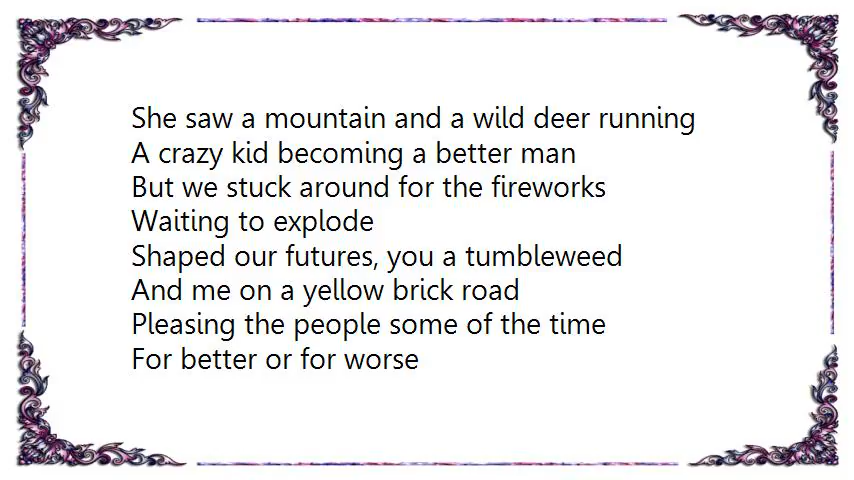 She saw a mountain and a wild deer running
A crazy kid becoming a better man
But we stuck around for the fireworks
Waiting to explode
Shaped our futures, you a tumbleweed
And me on a yellow brick road
Pleasing the people some of the time
For better or for worse